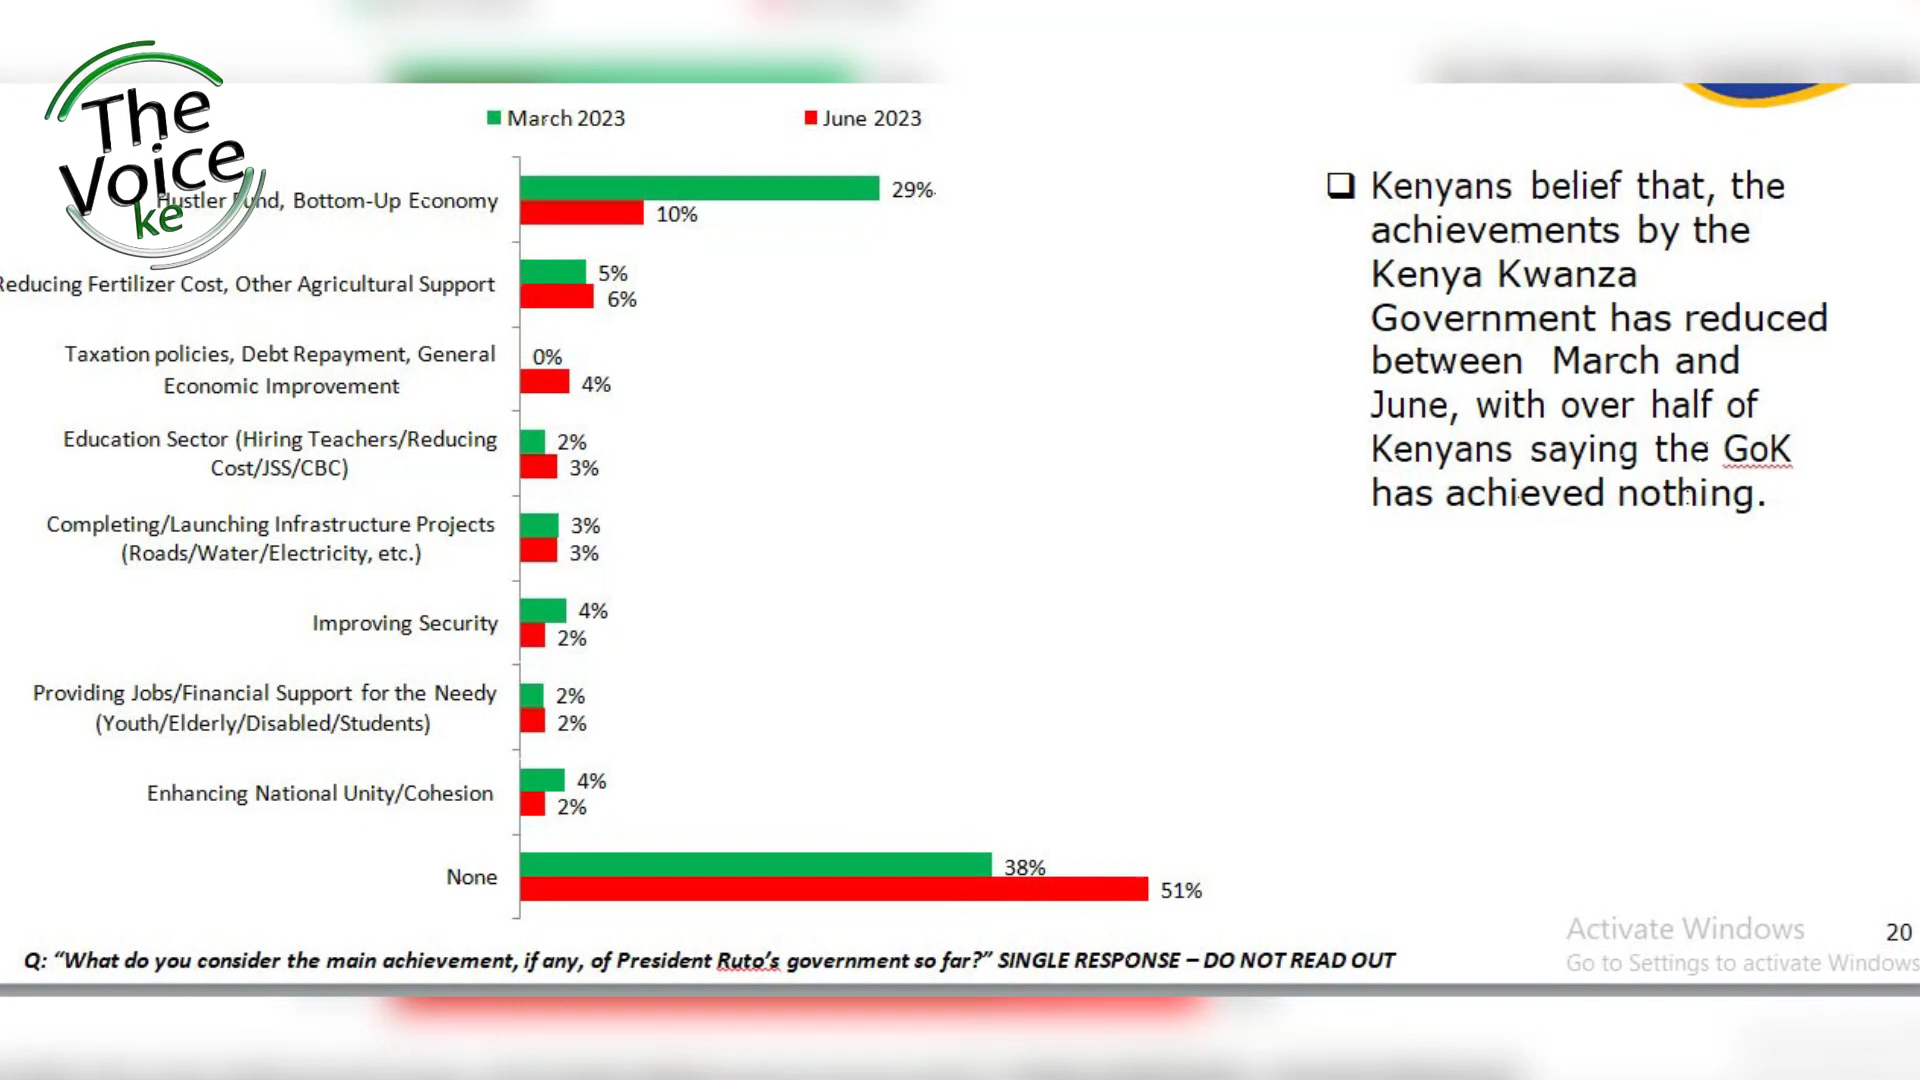 The
Voice
ke
March 2023
June 2023
Hustler Fund, Bottom-Up Economy
29%
10%
Reducing Fertilizer Cost, Other Agricultural Support
5%
6%
Taxation policies, Debt Repayment, General
Economic Improvement
0%
4%
Education Sector (Hiring Teachers/Reducing
Cost/JSS/CBC)
2%
3%
Completing/Launching Infrastructure Projects
(Roads/Water/Electricity, etc.)
3%
3%
Improving Security
4%
2%
Providing Jobs/Financial Support for the Needy
(Youth/Elderly/Disabled/Students)
2%
2%
Enhancing National Unity/Cohesion
4%
2%
None
38%
51%
❑ Kenyans belief that, the
achievements by the
Kenya Kwanza
Government has reduced
between March and
June, with over half of
Kenyans saying the GoK
has achieved nothing.
Activate Windows
Go to Settings to activate Windows
20
Q: “What do you consider the main achievement, if any, of President Ruto’s government so far?” SINGLE RESPONSE – DO NOT READ OUT